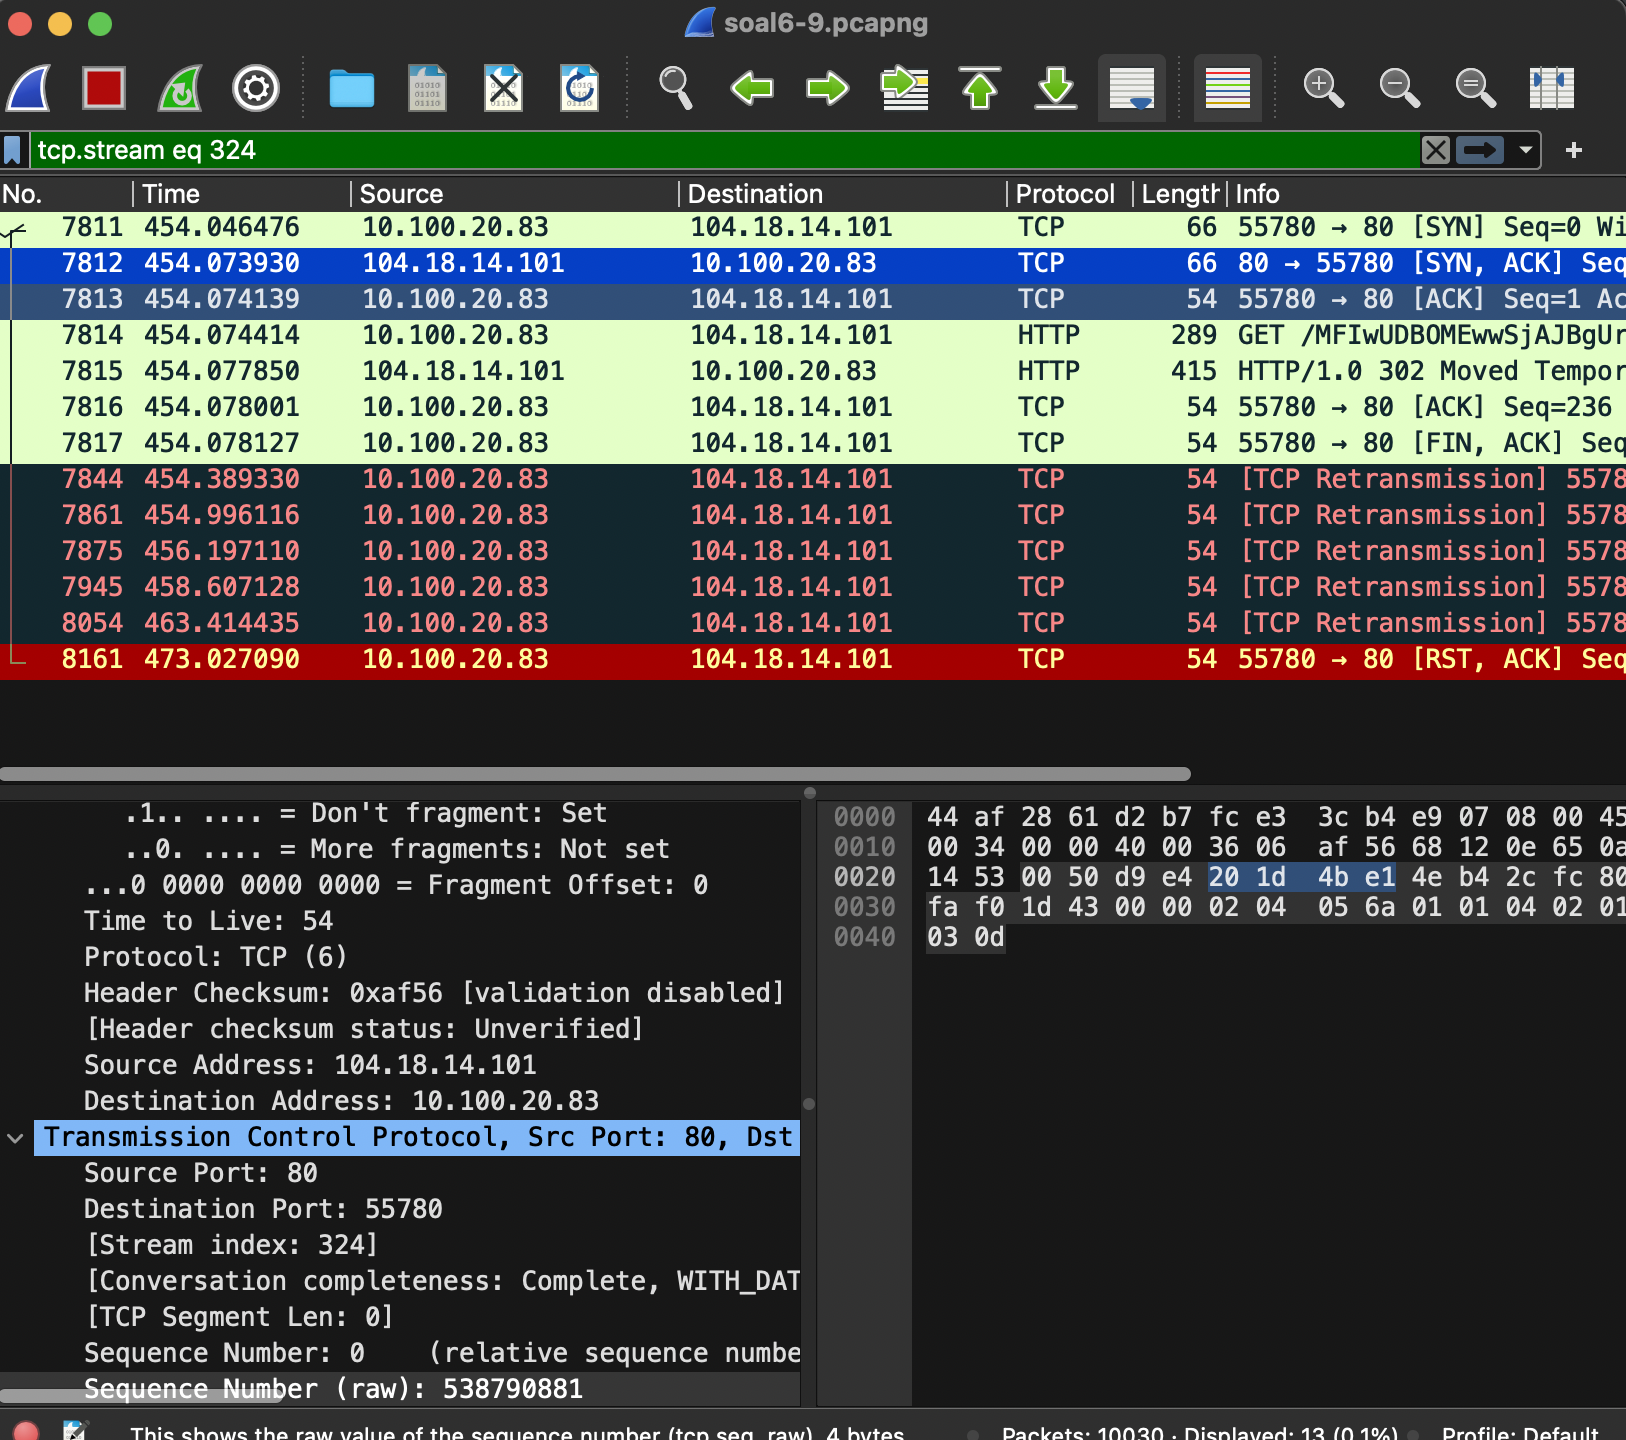 soal6-9.pcapng
tcp.stream eq 324
No. Time Source Destination Protocol Length Info
7811 454.046476 10.100.20.83 104.18.14.101 TCP 66 55780 → 80 [SYN] Seq=0 Wi
7812 454.073930 104.18.14.101 10.100.20.83 TCP 66 80 → 55780 [SYN, ACK] Seq
7813 454.074139 10.100.20.83 104.18.14.101 TCP 54 55780 → 80 [ACK] Seq=1 Ac
7814 454.074414 10.100.20.83 104.18.14.101 HTTP 289 GET /MFIwUDBOMEwwSjAJBgUr
7815 454.077850 104.18.14.101 10.100.20.83 HTTP 415 HTTP/1.0 302 Moved Tempor
7816 454.078001 10.100.20.83 104.18.14.101 TCP 54 55780 → 80 [ACK] Seq=236
7817 454.078127 10.100.20.83 104.18.14.101 TCP 54 55780 → 80 [FIN, ACK] Seq
7844 454.389330 10.100.20.83 104.18.14.101 TCP 54 [TCP Retransmission] 5578
7861 454.996116 10.100.20.83 104.18.14.101 TCP 54 [TCP Retransmission] 5578
7875 456.197110 10.100.20.83 104.18.14.101 TCP 54 [TCP Retransmission] 5578
7945 458.607128 10.100.20.83 104.18.14.101 TCP 54 [TCP Retransmission] 5578
8054 463.414435 10.100.20.83 104.18.14.101 TCP 54 [TCP Retransmission] 5578
8161 473.027090 10.100.20.83 104.18.14.101 TCP 54 55780 → 80 [RST, ACK] Seq
.1.. .... = Don't fragment: Set
..0. .... = More fragments: Not set
...0 0000 0000 0000 = Fragment Offset: 0
Time to Live: 54
Protocol: TCP (6)
Header Checksum: 0xaf56 [validation disabled]
[Header checksum status: Unverified]
Source Address: 104.18.14.101
Destination Address: 10.100.20.83
Transmission Control Protocol, Src Port: 80, Dst
Source Port: 80
Destination Port: 55780
[Stream index: 324]
[Conversation completeness: Complete, WITH_DAT
[TCP Segment Len: 0]
Sequence Number: 0 (relative sequence numbe
Sequence Number (raw): 538790881
0000 44 af 28 61 d2 b7 fc e3 3c b4 e9 07 08 00 45
0010 00 34 00 00 40 00 36 06 af 56 68 12 0e 65 0a
0020 14 53 00 50 d9 e4 20 1d 4b e1 4e b4 2c fc 80
0030 fa f0 1d 43 00 00 02 04 05 6a 01 01 04 02 01
0040 03 0d
This shows the raw value of the sequence number (tcp.seq_raw), 4 bytes
Packets: 10030 · Displayed: 13 (0.1%)
Profile: Default